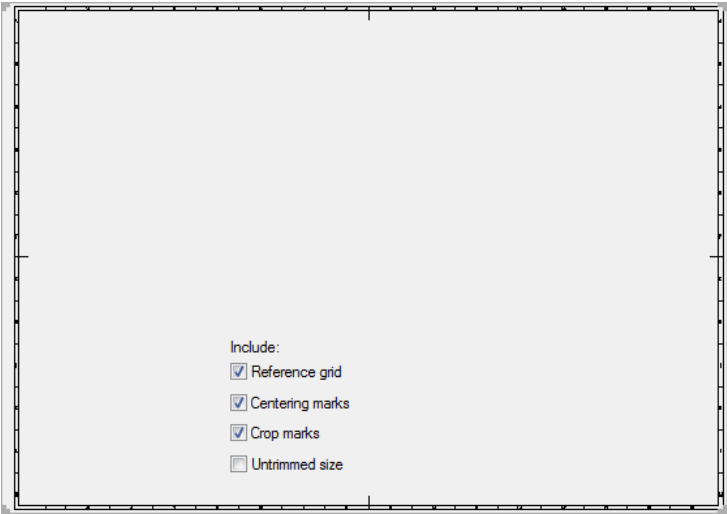 Include:
Reference grid
Centering marks
Crop marks
Untrimmed size